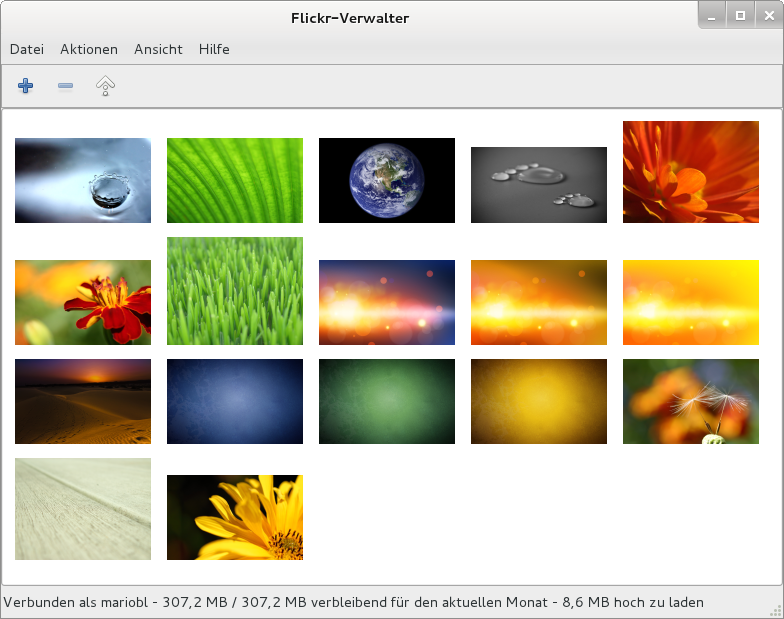 Flickr-Verwalter
Datei Aktionen Ansicht Hilfe
Verbunden als mariobl - 307,2 MB / 307,2 MB verbleibend für den aktuellen Monat - 8,6 MB hoch zu laden